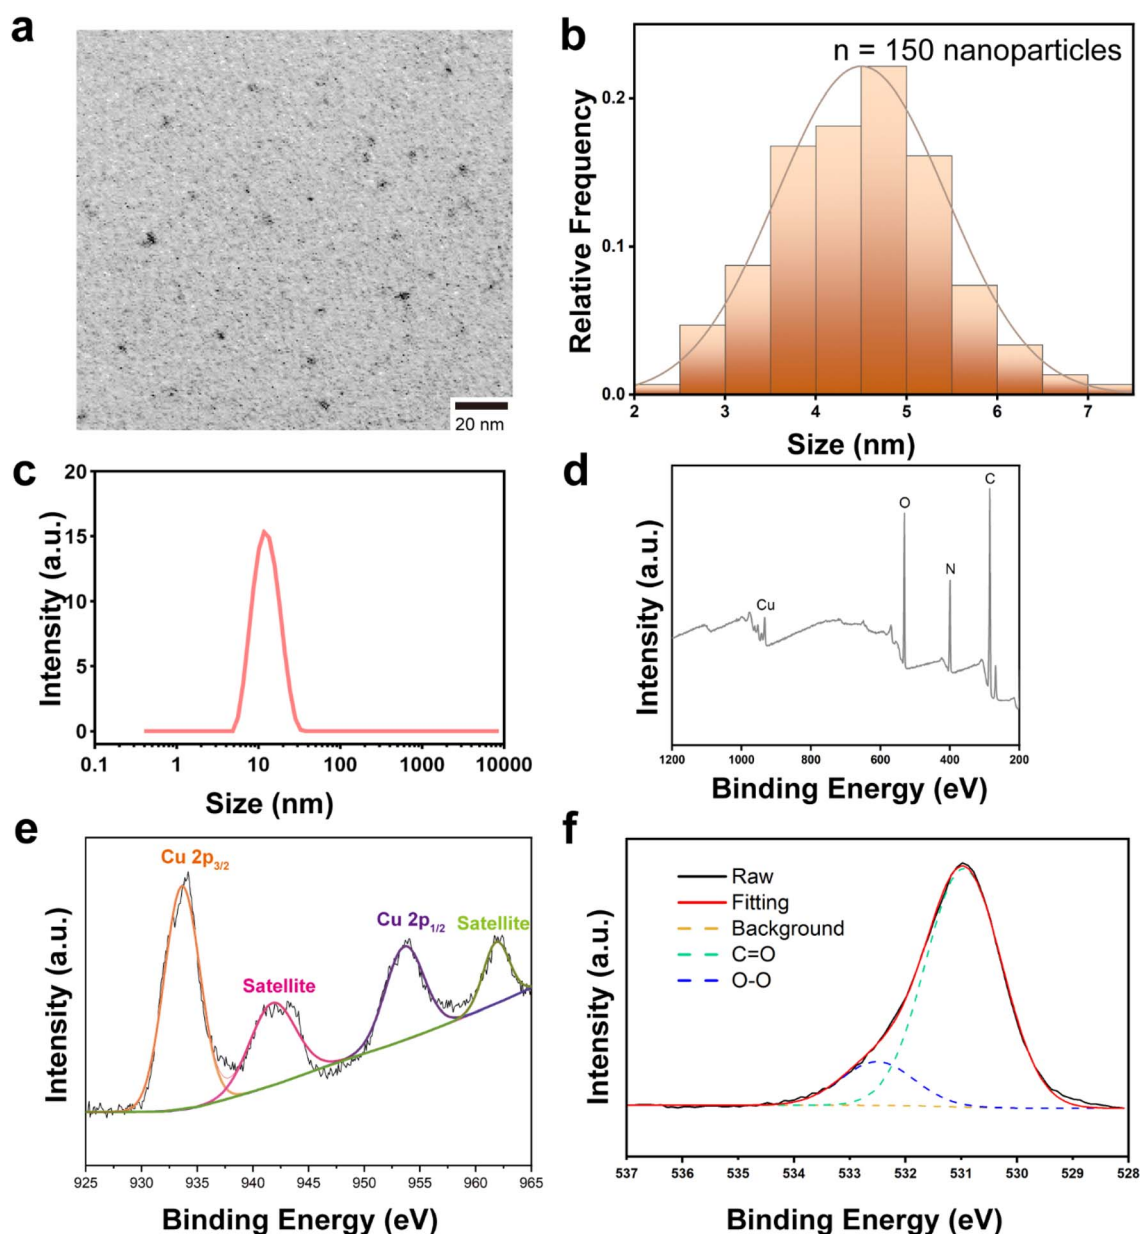 a
20 nm
b
n = 150 nanoparticles
Relative Frequency
0.2
0.1
0.0
2 3 4 5 6 7
Size (nm)
c
Intensity (a.u.)
20
15
10
5
0
0.1 1 10 100 1000 10000
Size (nm)
d
Intensity (a.u.)
Cu
O
N
C
1200 1000 800 600 400 200
Binding Energy (eV)
e
Intensity (a.u.)
Cu 2p3/2
Satellite
Cu 2p1/2
Satellite
925 930 935 940 945 950 955 960 965
Binding Energy (eV)
f
Intensity (a.u.)
Raw
Fitting
Background
C=O
O-O
537 536 535 534 533 532 531 530 529 528
Binding Energy (eV)